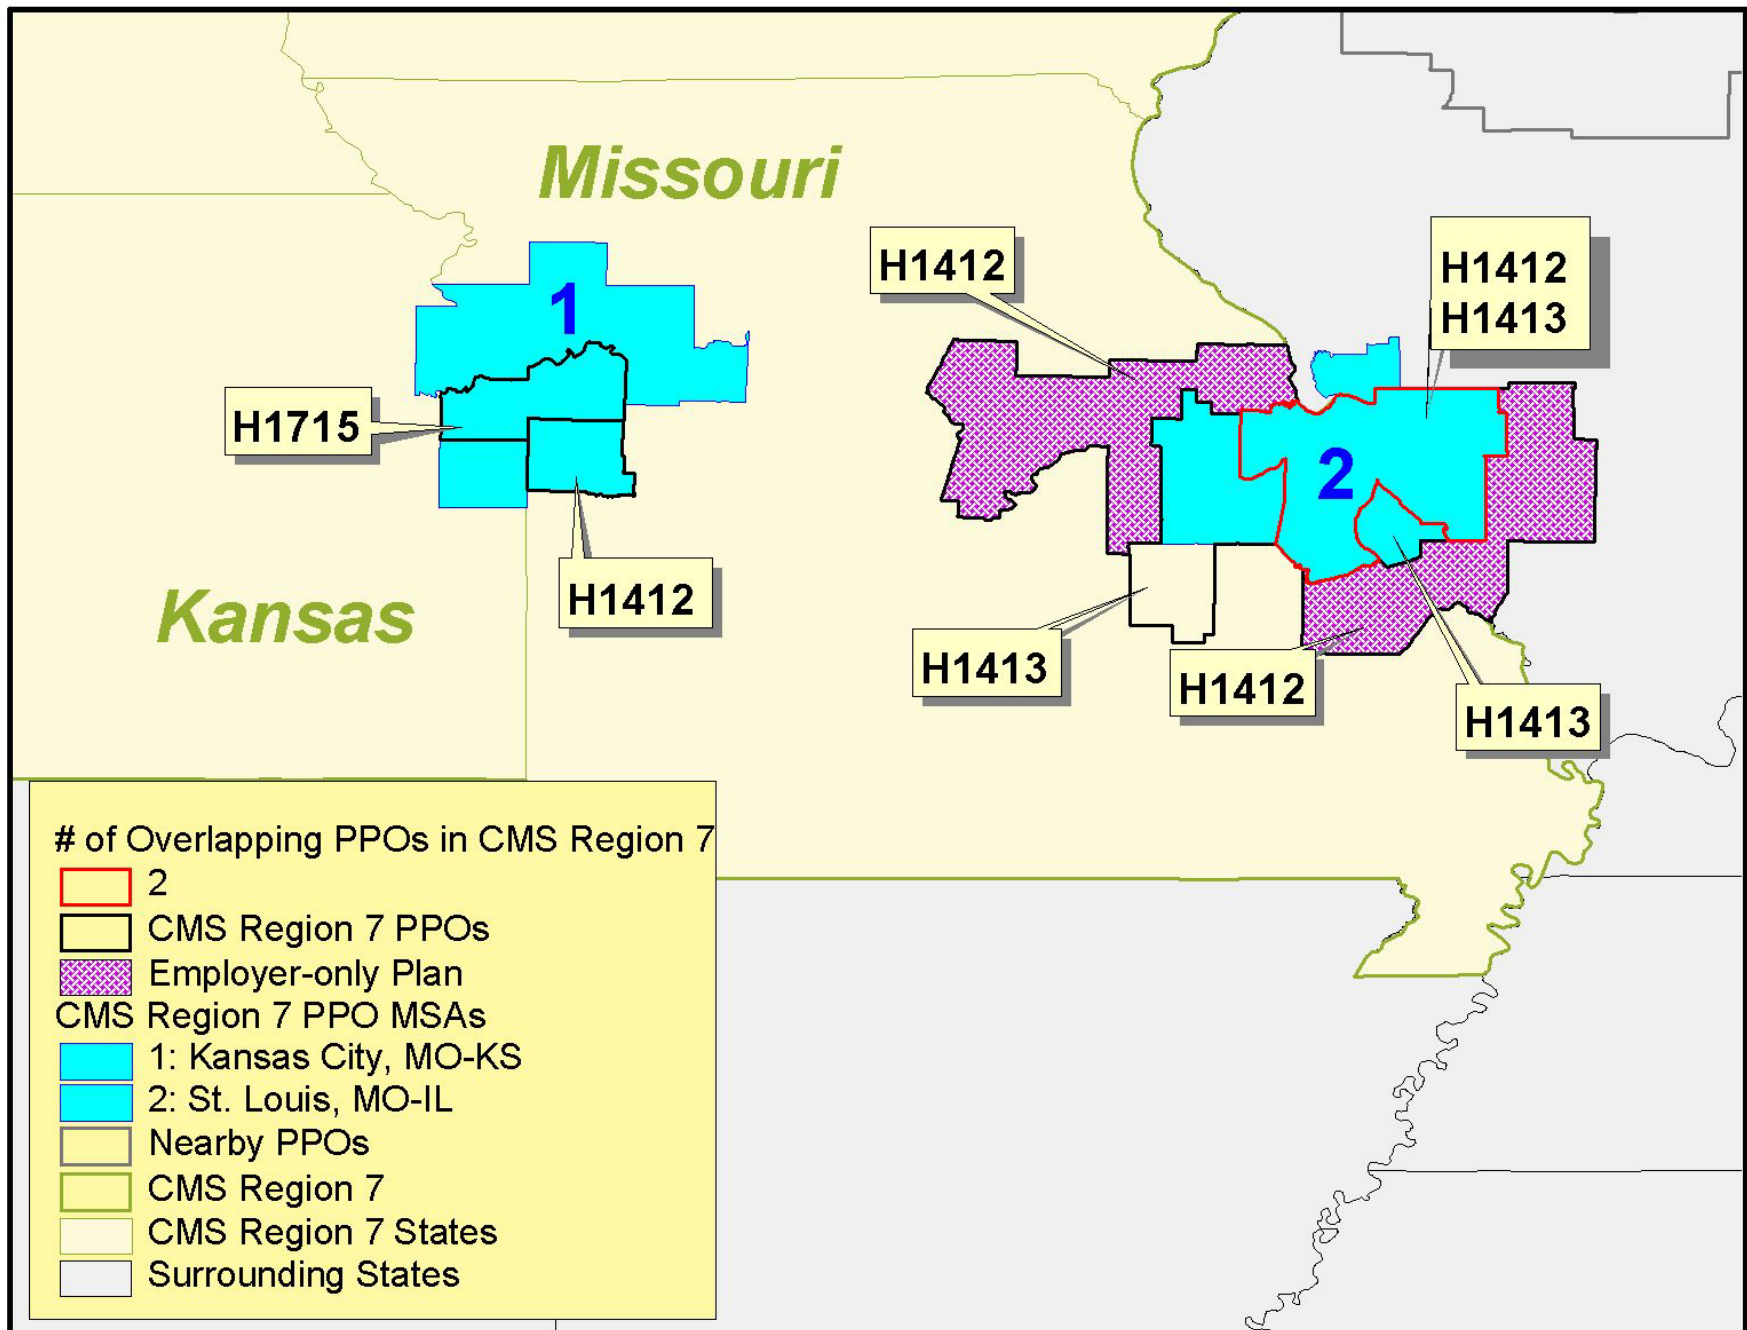 Missouri
Kansas
1
2
H1412
H1412
H1413
H1715
H1412
H1413
H1412
H1413
# of Overlapping PPOs in CMS Region 7
2
CMS Region 7 PPOs
Employer-only Plan
CMS Region 7 PPO MSAs
1: Kansas City, MO-KS
2: St. Louis, MO-IL
Nearby PPOs
CMS Region 7
CMS Region 7 States
Surrounding States